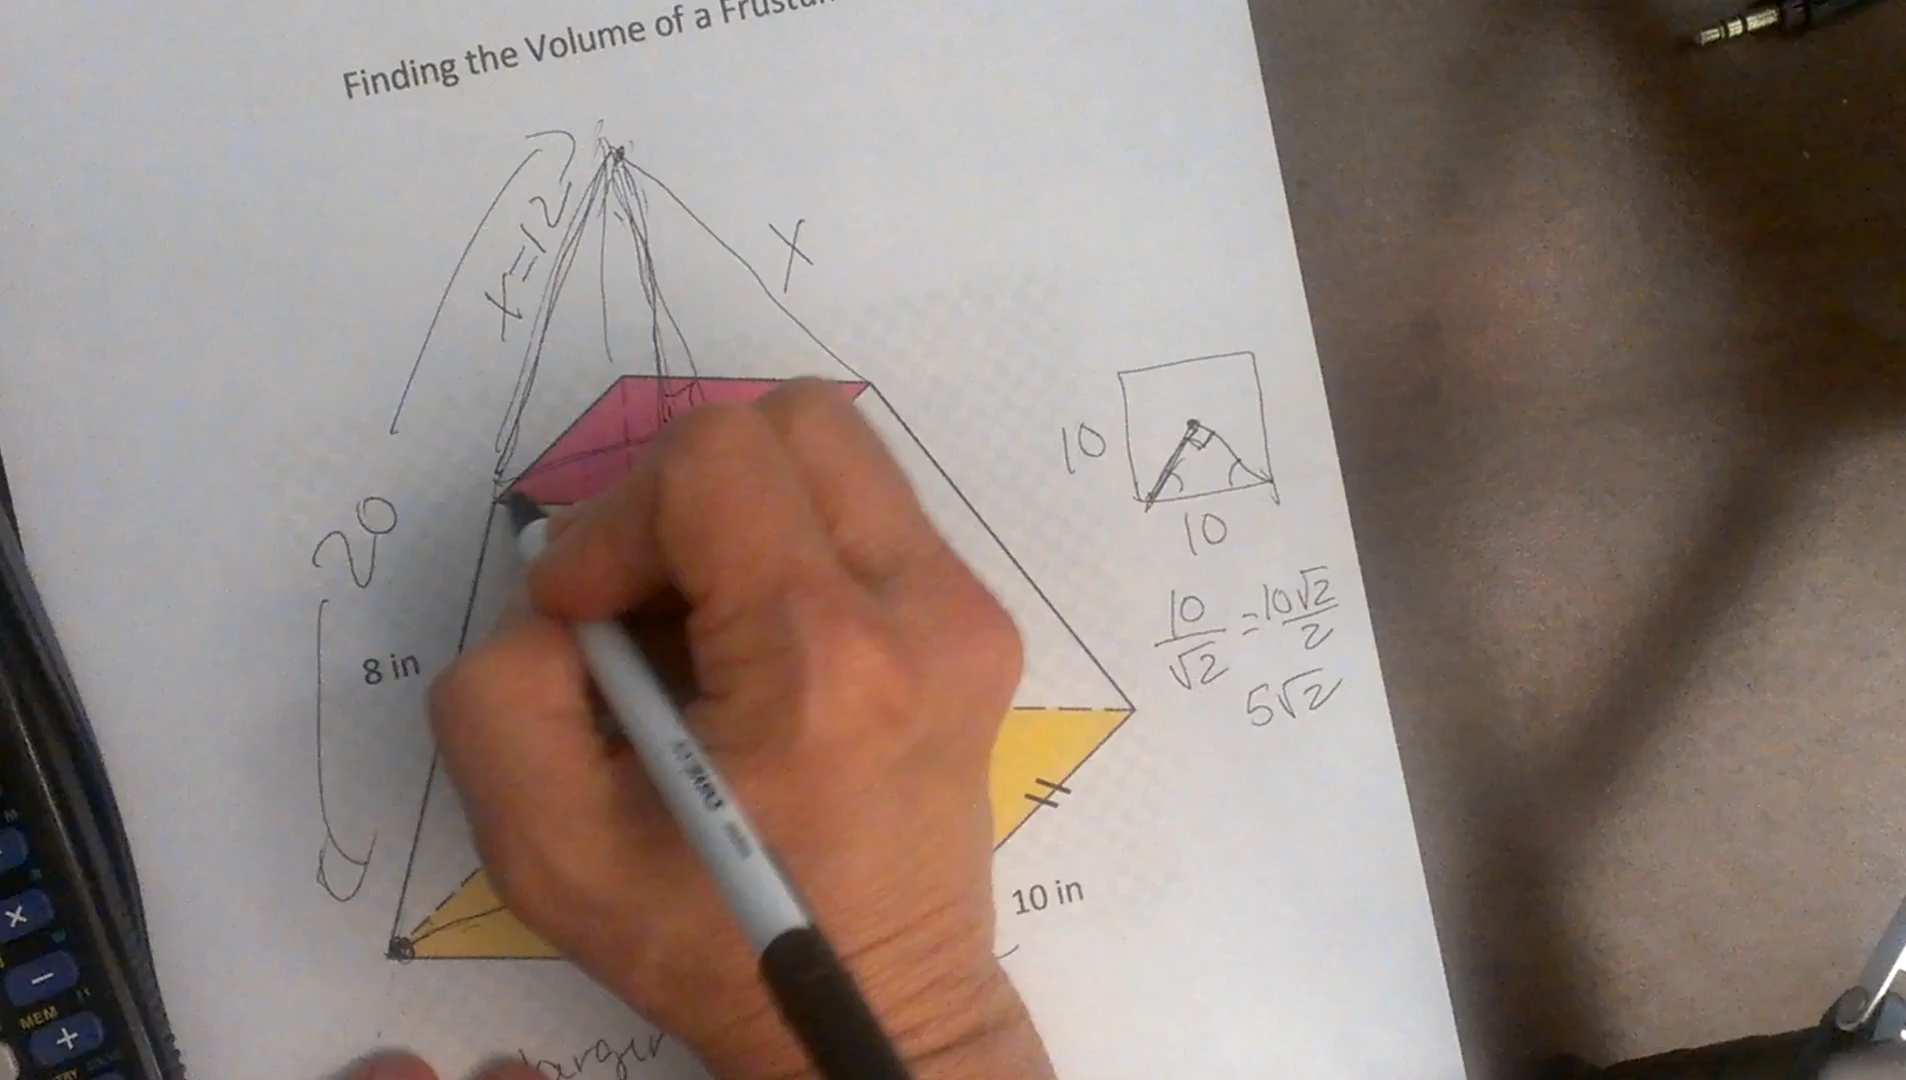 Finding the Volume of a
x=12
x
20
8 in
10
10
10/√2 = 10√2/2
5√2
10 in
larger
M
x
−
MEM
+